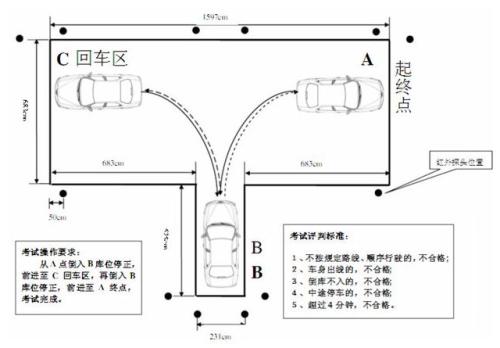 1597cm
C 回车区
A
起终点
683cm
683cm
红外探头位置
50cm
B
B
231cm
考试操作要求:
从A点倒入B库位停正,
前进至 C 回车区,再倒入B
库位停正,前进至 A 终点,
考试完成。
考试评判标准:
1、不按规定路线、顺序行驶的,不合格;
2、车身出线的,不合格;
3、倒库不入的,不合格;
4、中途停车的,不合格;
5、超过4分钟,不合格。